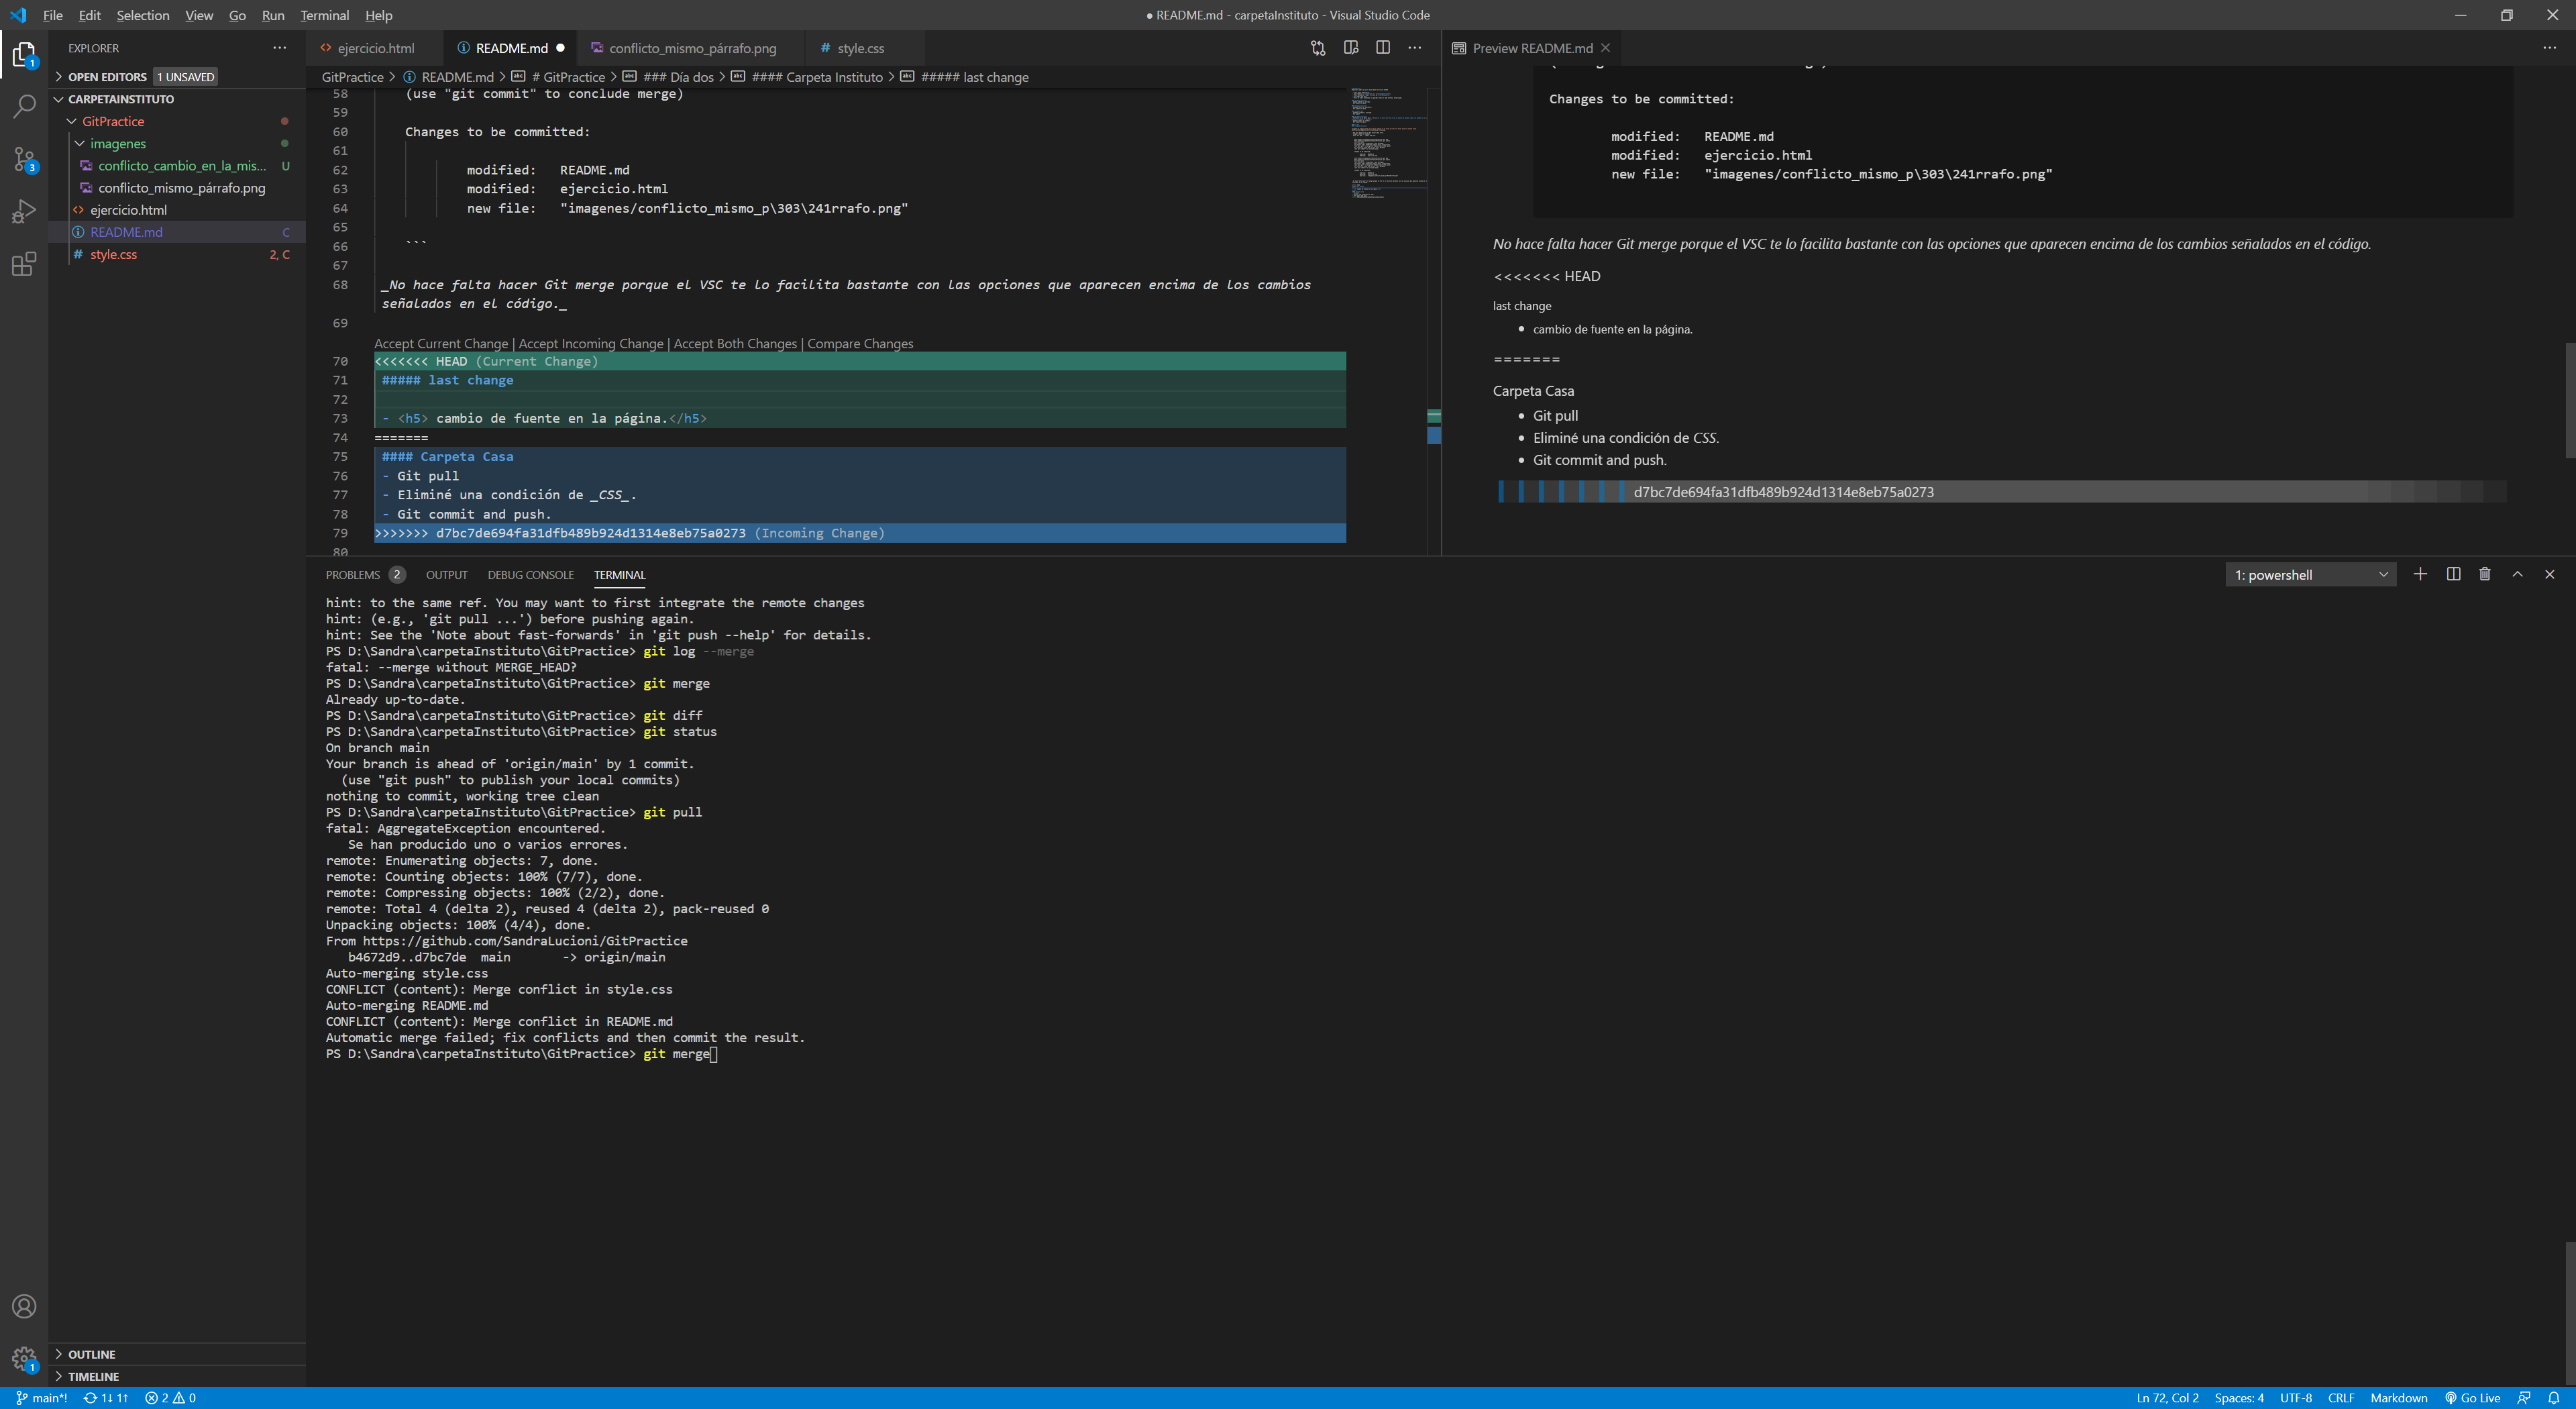 File Edit Selection View Go Run Terminal Help
● README.md - carpetaInstituto - Visual Studio Code
EXPLORER
OPEN EDITORS 1 UNSAVED
CARPETAINSTITUTO
GitPractice
imagenes
conflicto_cambio_en_la_mis... U
conflicto_mismo_párrafo.png
ejercicio.html
README.md C
style.css 2, C
OUTLINE
TIMELINE
ejercicio.html README.md conflicto_mismo_párrafo.png style.css
GitPractice > README.md > # GitPractice > ### Día dos > #### Carpeta Instituto > ##### last change
58 (use "git commit" to conclude merge)
59
60 Changes to be committed:
61
62 modified: README.md
63 modified: ejercicio.html
64 new file: "imagenes/conflicto_mismo_p\303\241rrafo.png"
65
66 ```
67
68 _No hace falta hacer Git merge porque el VSC te lo facilita bastante con las opciones que aparecen encima de los cambios
señalados en el código._
69
Accept Current Change | Accept Incoming Change | Accept Both Changes | Compare Changes
70 <<<<<<< HEAD (Current Change)
71 ##### last change
72
73 - <h5> cambio de fuente en la página.</h5>
74 =======
75 #### Carpeta Casa
76 - Git pull
77 - Eliminé una condición de _CSS_.
78 - Git commit and push.
79 >>>>>>> d7bc7de694fa31dfb489b924d1314e8eb75a0273 (Incoming Change)
80
Preview README.md
Changes to be committed:
modified: README.md
modified: ejercicio.html
new file: "imagenes/conflicto_mismo_p\303\241rrafo.png"
No hace falta hacer Git merge porque el VSC te lo facilita bastante con las opciones que aparecen encima de los cambios señalados en el código.
<<<<<<< HEAD
last change
• cambio de fuente en la página.
=======
Carpeta Casa
• Git pull
• Eliminé una condición de CSS.
• Git commit and push.
d7bc7de694fa31dfb489b924d1314e8eb75a0273
PROBLEMS 2 OUTPUT DEBUG CONSOLE TERMINAL
1: powershell
hint: to the same ref. You may want to first integrate the remote changes
hint: (e.g., 'git pull ...') before pushing again.
hint: See the 'Note about fast-forwards' in 'git push --help' for details.
PS D:\Sandra\carpetaInstituto\GitPractice> git log --merge
fatal: --merge without MERGE_HEAD?
PS D:\Sandra\carpetaInstituto\GitPractice> git merge
Already up-to-date.
PS D:\Sandra\carpetaInstituto\GitPractice> git diff
PS D:\Sandra\carpetaInstituto\GitPractice> git status
On branch main
Your branch is ahead of 'origin/main' by 1 commit.
(use "git push" to publish your local commits)
nothing to commit, working tree clean
PS D:\Sandra\carpetaInstituto\GitPractice> git pull
fatal: AggregateException encountered.
Se han producido uno o varios errores.
remote: Enumerating objects: 7, done.
remote: Counting objects: 100% (7/7), done.
remote: Compressing objects: 100% (2/2), done.
remote: Total 4 (delta 2), reused 4 (delta 2), pack-reused 0
Unpacking objects: 100% (4/4), done.
From https://github.com/SandraLucioni/GitPractice
b4672d9..d7bc7de main -> origin/main
Auto-merging style.css
CONFLICT (content): Merge conflict in style.css
Auto-merging README.md
CONFLICT (content): Merge conflict in README.md
Automatic merge failed; fix conflicts and then commit the result.
PS D:\Sandra\carpetaInstituto\GitPractice> git merge
main*! 1↓ 1↑ 2 0
Ln 72, Col 2 Spaces: 4 UTF-8 CRLF Markdown Go Live